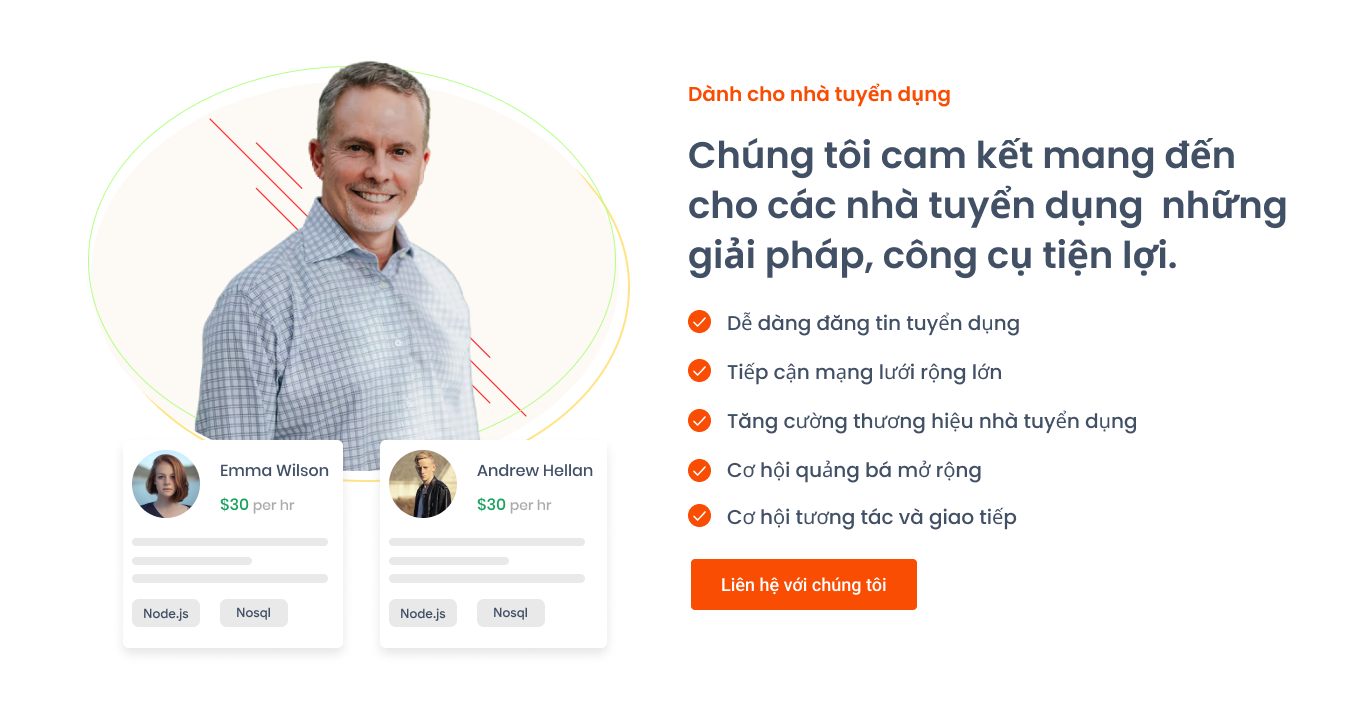 Dành cho nhà tuyển dụng
Chúng tôi cam kết mang đến
cho các nhà tuyển dụng những
giải pháp, công cụ tiện lợi.
Dễ dàng đăng tin tuyển dụng
Tiếp cận mạng lưới rộng lớn
Tăng cường thương hiệu nhà tuyển dụng
Cơ hội quảng bá mở rộng
Cơ hội tương tác và giao tiếp
Liên hệ với chúng tôi
Emma Wilson
$30 per hr
Node.js
Nosql
Andrew Hellan
$30 per hr
Node.js
Nosql